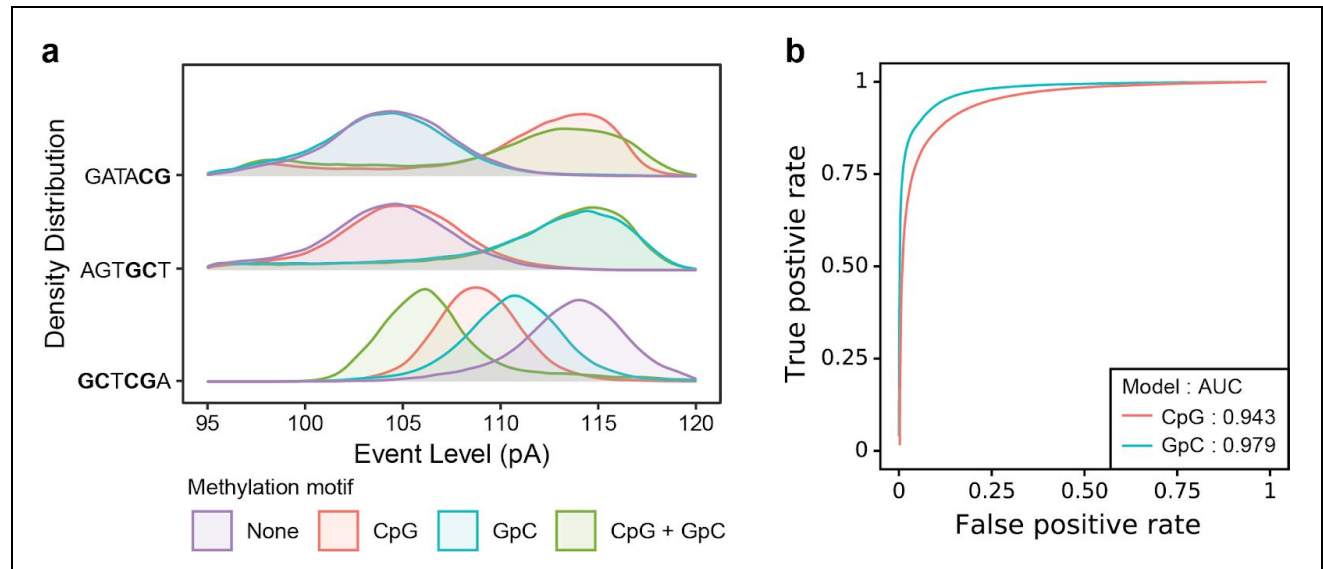 a
Density Distribution
GATACG
AGTGCT
GCTCGA
95 100 105 110 115 120
Event Level (pA)
Methylation motif
None CpG GpC CpG + GpC
b
True postivie rate
1
0.75
0.50
0.25
0
Model : AUC
CpG : 0.943
GpC : 0.979
0 0.25 0.50 0.75 1
False positive rate